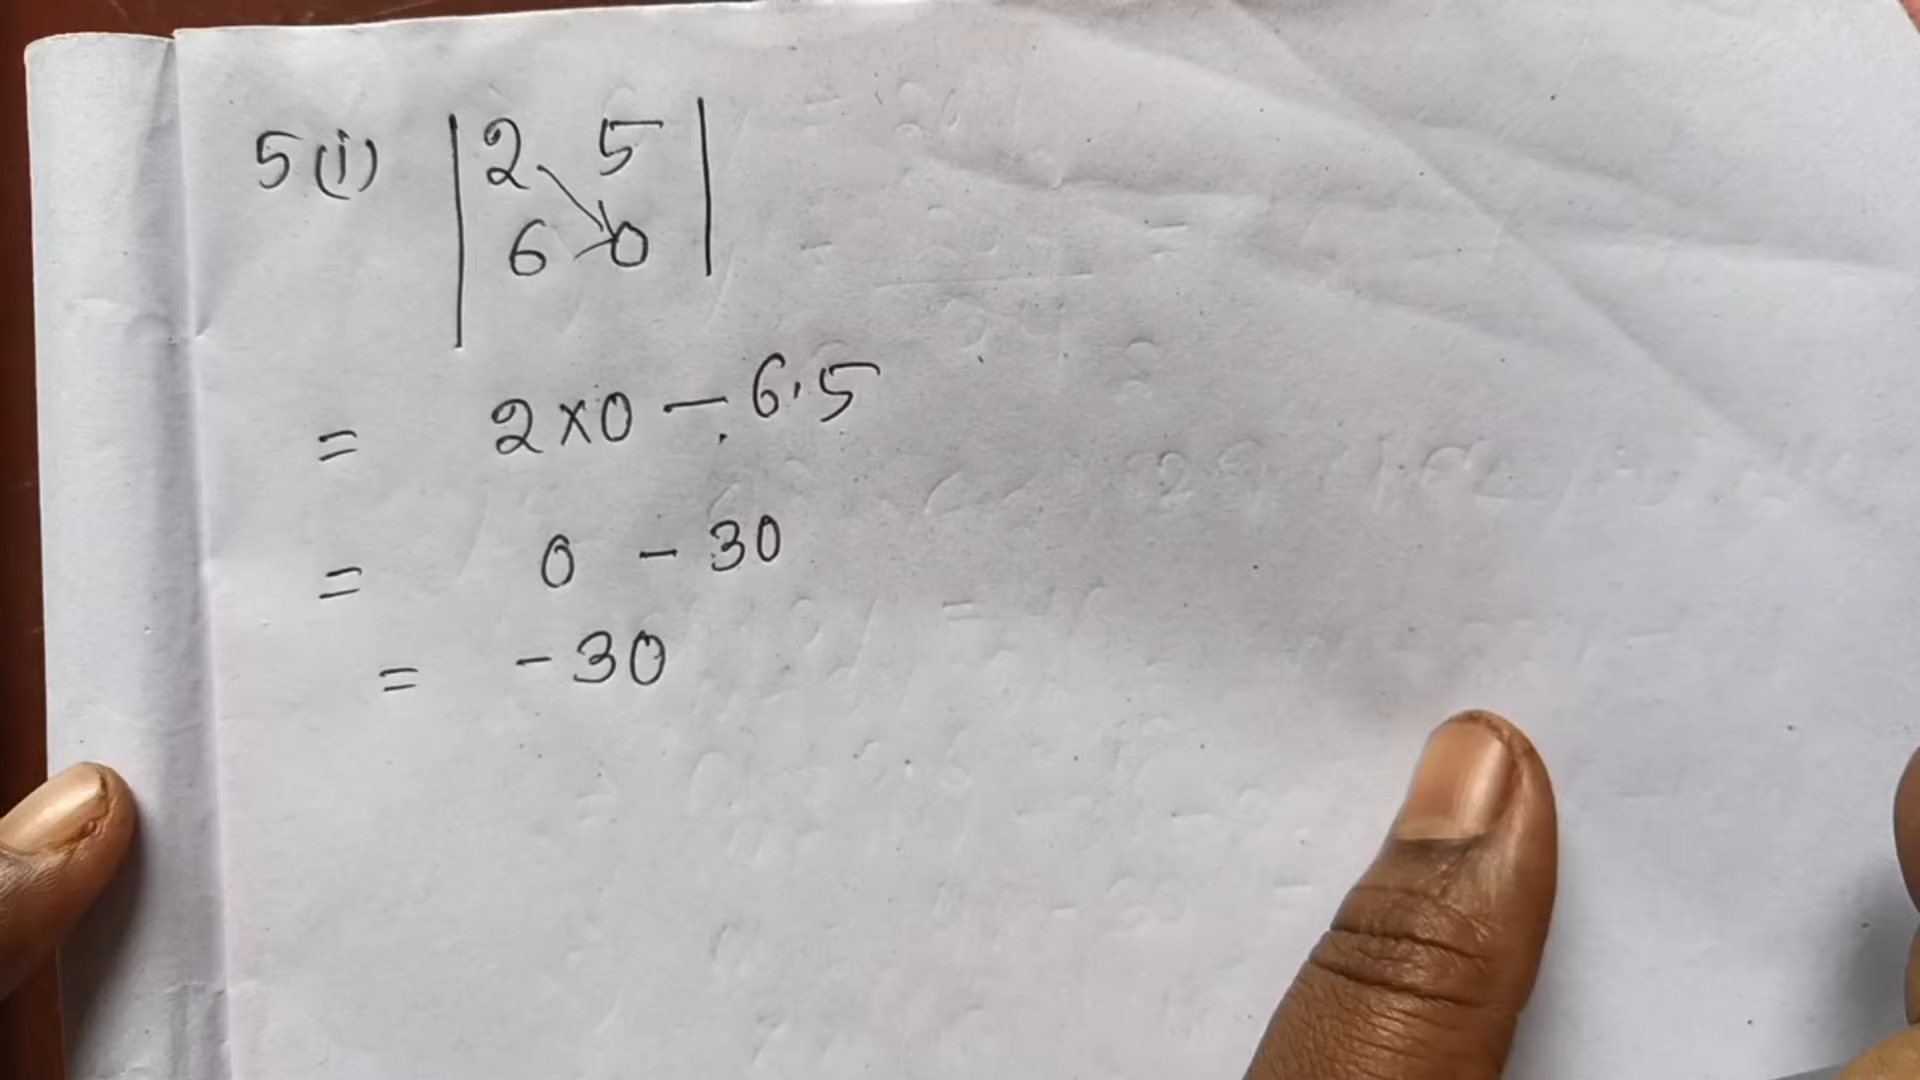 5(i) | 2 5 |
| 6 0 |
= 2×0 - 6.5
= 0 - 30
= -30